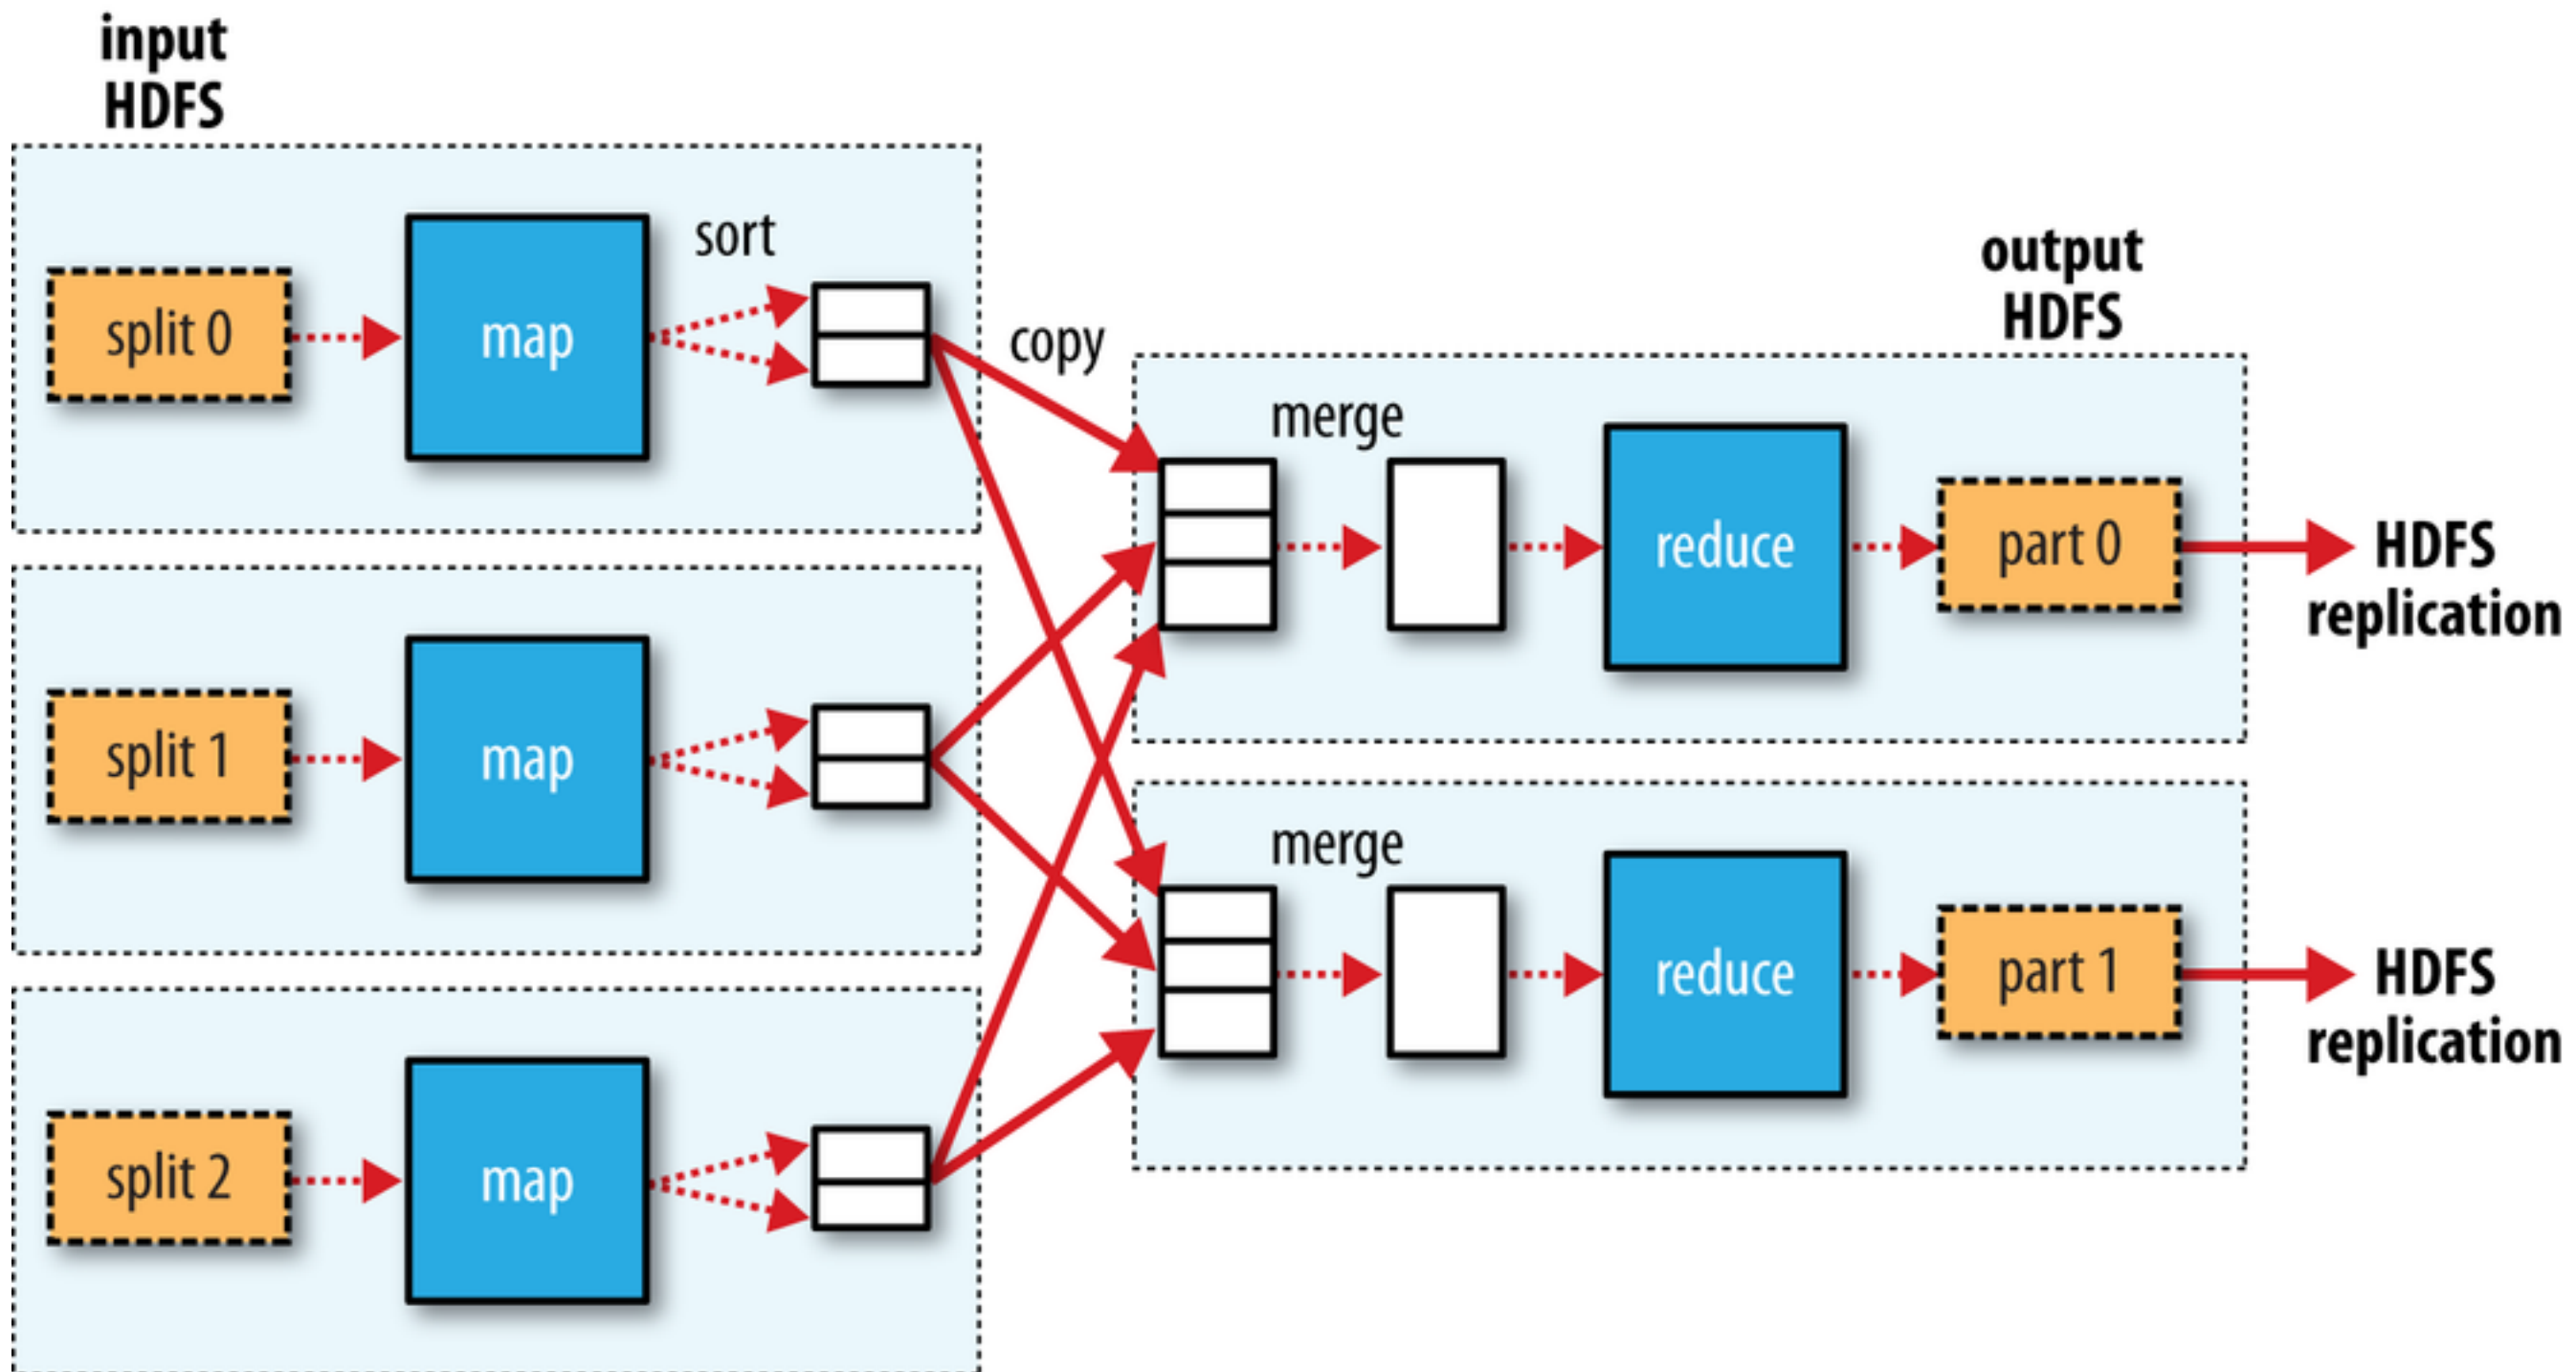 input
HDFS
split 0
map
sort
copy
split 1
map
split 2
map
output
HDFS
merge
reduce
part 0
HDFS
replication
merge
reduce
part 1
HDFS
replication